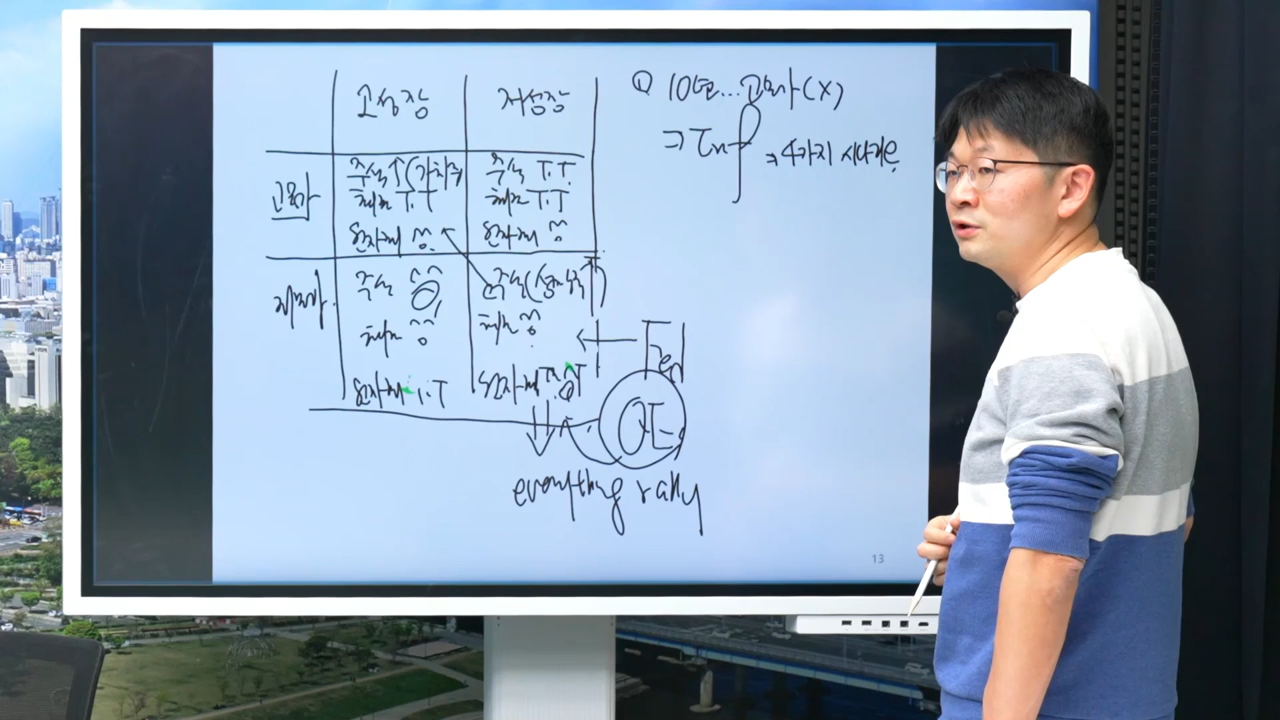 고성장 저성장
고물가 주식↑(가치주) 주식 T.T
채권 T.T 채권 T.T
원자재 ^^ 원자재 ^^
저물가 주식 ^^ 주식(성장주)↑
채권 ^^ 채권 ^^
원자재 T.T 원자재 T.T
① 10년... 고물가(X)
⇒ Inf ⇒ 4가지 시나리오
Fed
QE
everything rally
13